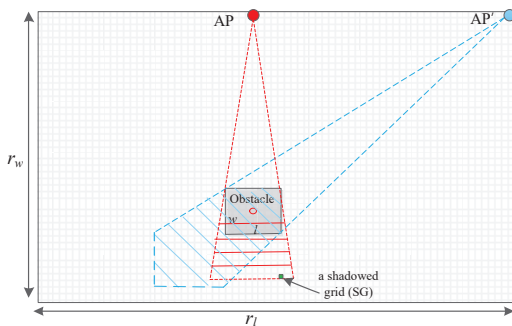 AP
AP′
Obstacle
w
l
r_w
a shadowed
grid (SG)
r_l